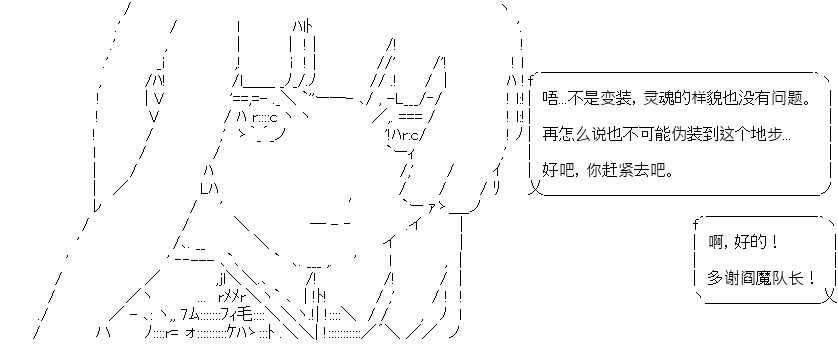 唔…不是变装，灵魂的样貌也没有问题。
再怎么说也不可能伪装到这个地步…
好吧，你赶紧去吧。
啊，好的！
多谢阎魔队长！